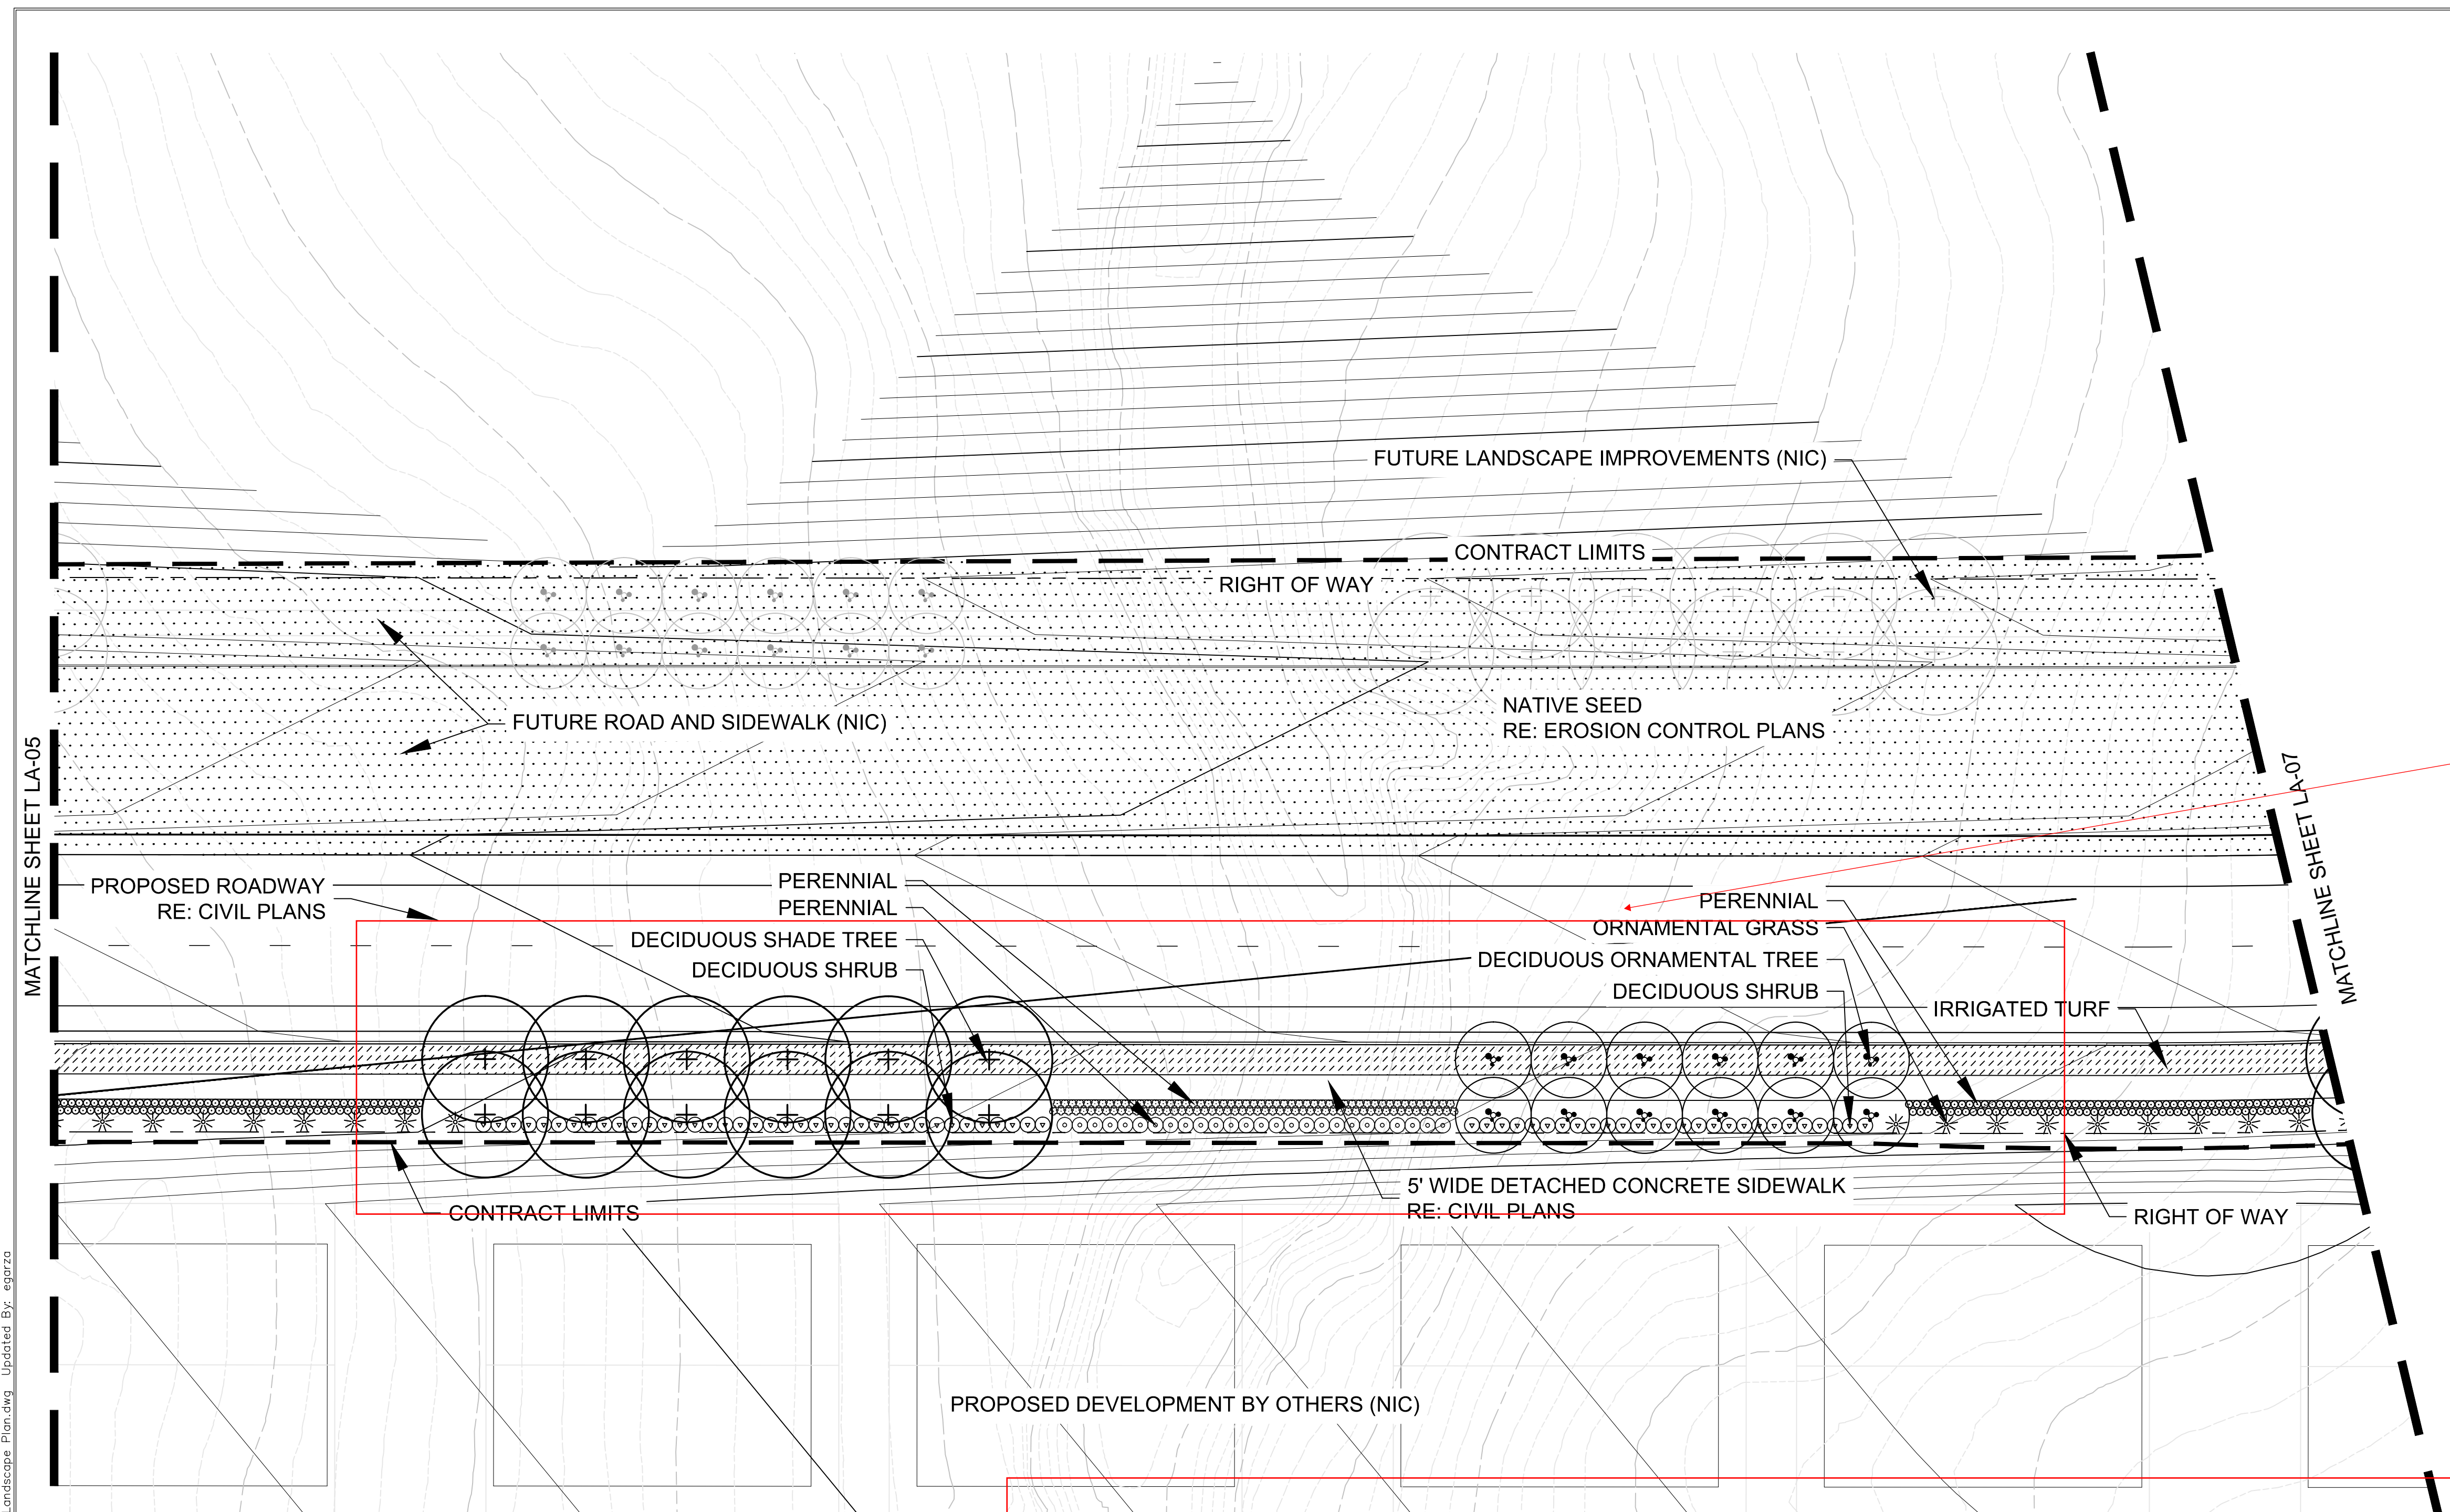 FUTURE LANDSCAPE IMPROVEMENTS (NIC)
CONTRACT LIMITS
RIGHT OF WAY
NATIVE SEED
RE: EROSION CONTROL PLANS
FUTURE ROAD AND SIDEWALK (NIC)
MATCHLINE SHEET LA-05
MATCHLINE SHEET LA-07
PROPOSED ROADWAY
RE: CIVIL PLANS
PERENNIAL
PERENNIAL
DECIDUOUS SHADE TREE
DECIDUOUS SHRUB
PERENNIAL
ORNAMENTAL GRASS
DECIDUOUS ORNAMENTAL TREE
DECIDUOUS SHRUB
IRRIGATED TURF
5' WIDE DETACHED CONCRETE SIDEWALK
RE: CIVIL PLANS
CONTRACT LIMITS
RIGHT OF WAY
PROPOSED DEVELOPMENT BY OTHERS (NIC)
Landscape Plan.dwg Updated By: egarza